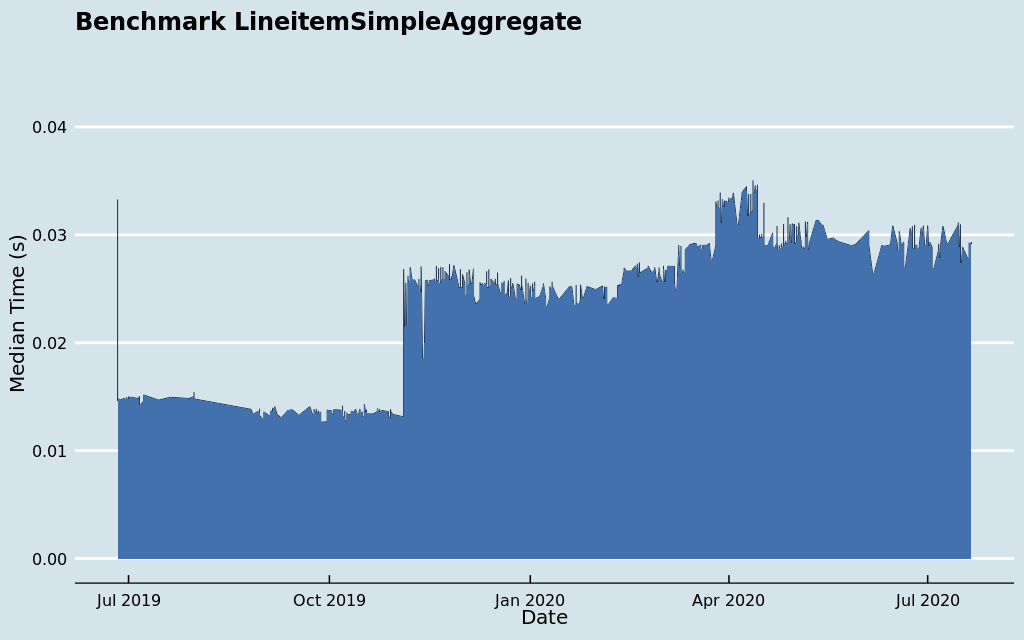 Benchmark LineitemSimpleAggregate
Median Time (s)
0.04
0.03
0.02
0.01
0.00
Jul 2019 Oct 2019 Jan 2020 Apr 2020 Jul 2020
Date